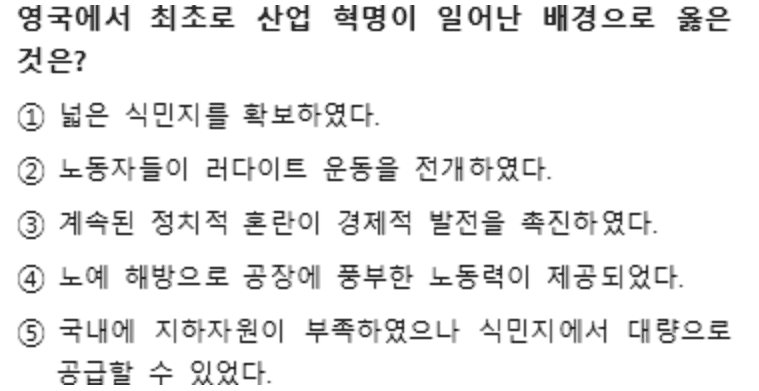 영국에서 최초로 산업 혁명이 일어난 배경으로 옳은
것은?
① 넓은 식민지를 확보하였다.
② 노동자들이 러다이트 운동을 전개하였다.
③ 계속된 정치적 혼란이 경제적 발전을 촉진하였다.
④ 노예 해방으로 공장에 풍부한 노동력이 제공되었다.
⑤ 국내에 지하자원이 부족하였으나 식민지에서 대량으로
공급할 수 있었다.